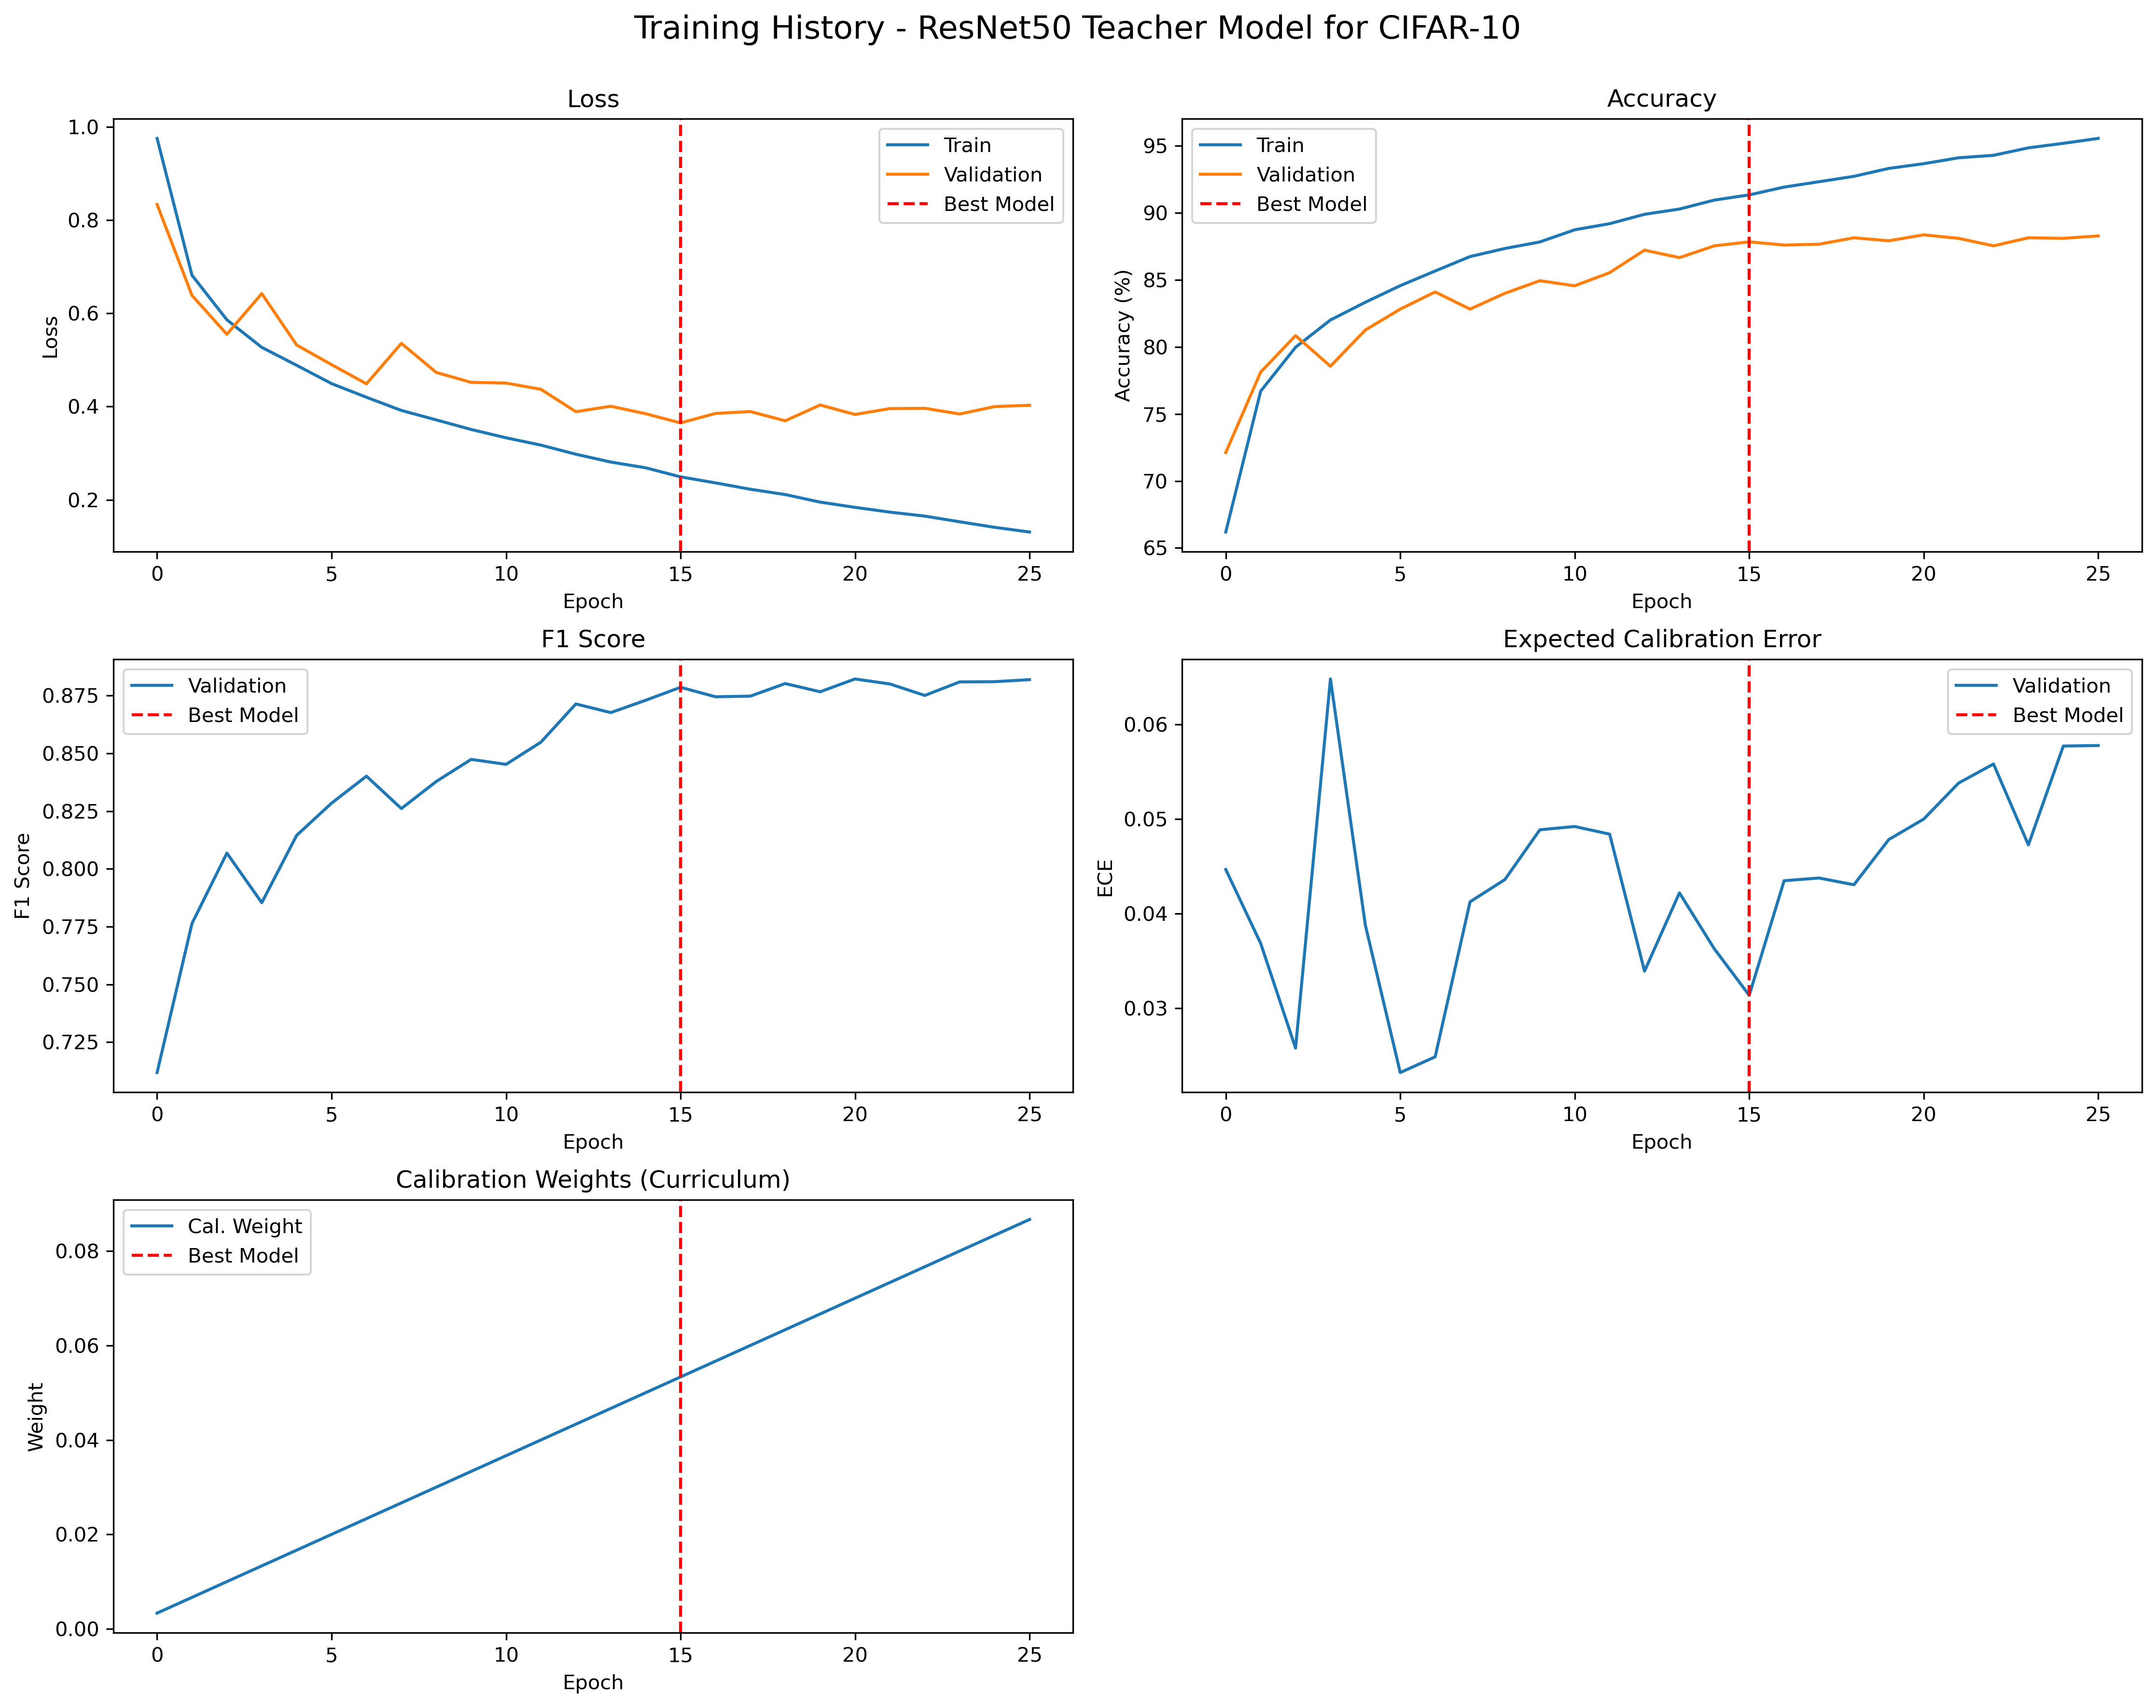 Training History - ResNet50 Teacher Model for CIFAR-10
Loss
Loss
1.0
0.8
0.6
0.4
0.2
Train
Validation
Best Model
0 5 10 15 20 25
Epoch
Accuracy
Accuracy (%)
95
90
85
80
75
70
65
Train
Validation
Best Model
0 5 10 15 20 25
Epoch
F1 Score
F1 Score
0.875
0.850
0.825
0.800
0.775
0.750
0.725
Validation
Best Model
0 5 10 15 20 25
Epoch
Expected Calibration Error
ECE
0.06
0.05
0.04
0.03
Validation
Best Model
0 5 10 15 20 25
Epoch
Calibration Weights (Curriculum)
Weight
0.08
0.06
0.04
0.02
0.00
Cal. Weight
Best Model
0 5 10 15 20 25
Epoch